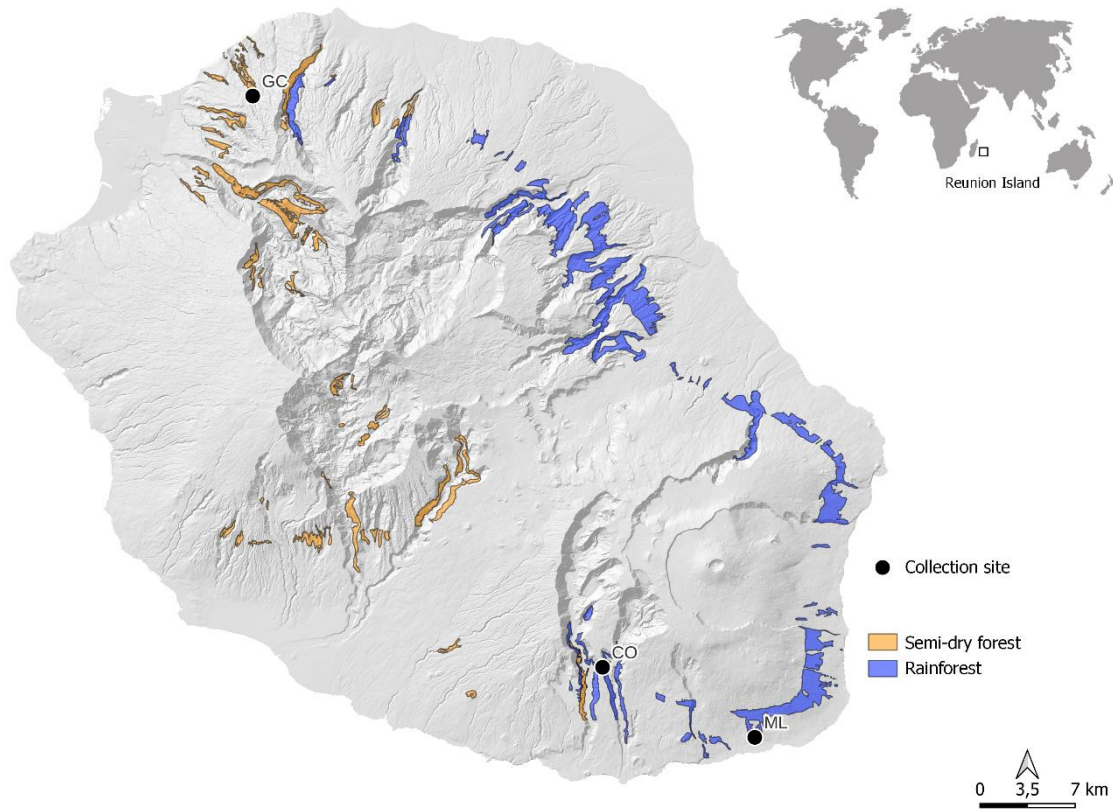 GC
Reunion Island
Collection site
Semi-dry forest
Rainforest
CO
ML
0 3,5 7 km